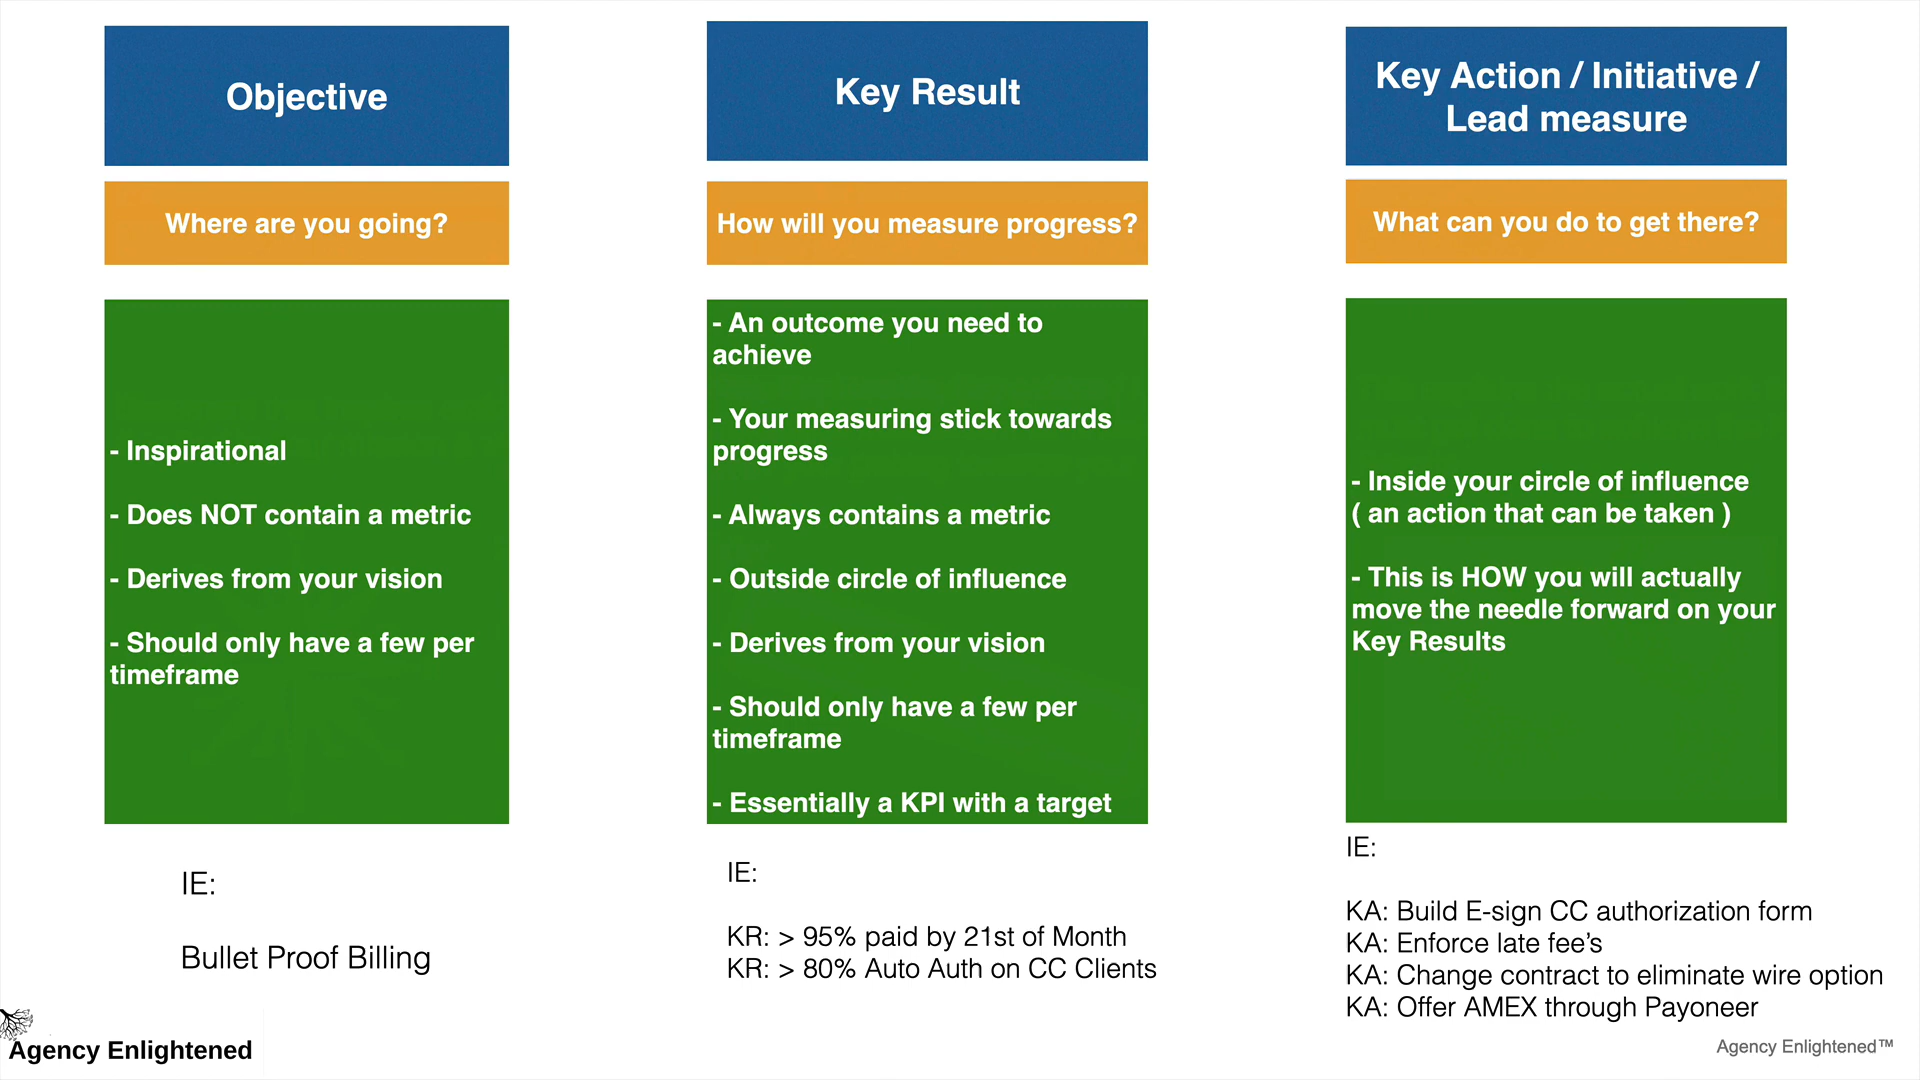 Objective
Where are you going?
- Inspirational
- Does NOT contain a metric
- Derives from your vision
- Should only have a few per
timeframe
IE:
Bullet Proof Billing
Key Result
How will you measure progress?
- An outcome you need to
achieve
- Your measuring stick towards
progress
- Always contains a metric
- Outside circle of influence
- Derives from your vision
- Should only have a few per
timeframe
- Essentially a KPI with a target
IE:
KR: > 95% paid by 21st of Month
KR: > 80% Auto Auth on CC Clients
Key Action / Initiative /
Lead measure
What can you do to get there?
- Inside your circle of influence
( an action that can be taken )
- This is HOW you will actually
move the needle forward on your
Key Results
IE:
KA: Build E-sign CC authorization form
KA: Enforce late fee’s
KA: Change contract to eliminate wire option
KA: Offer AMEX through Payoneer
Agency Enlightened
Agency Enlightened™